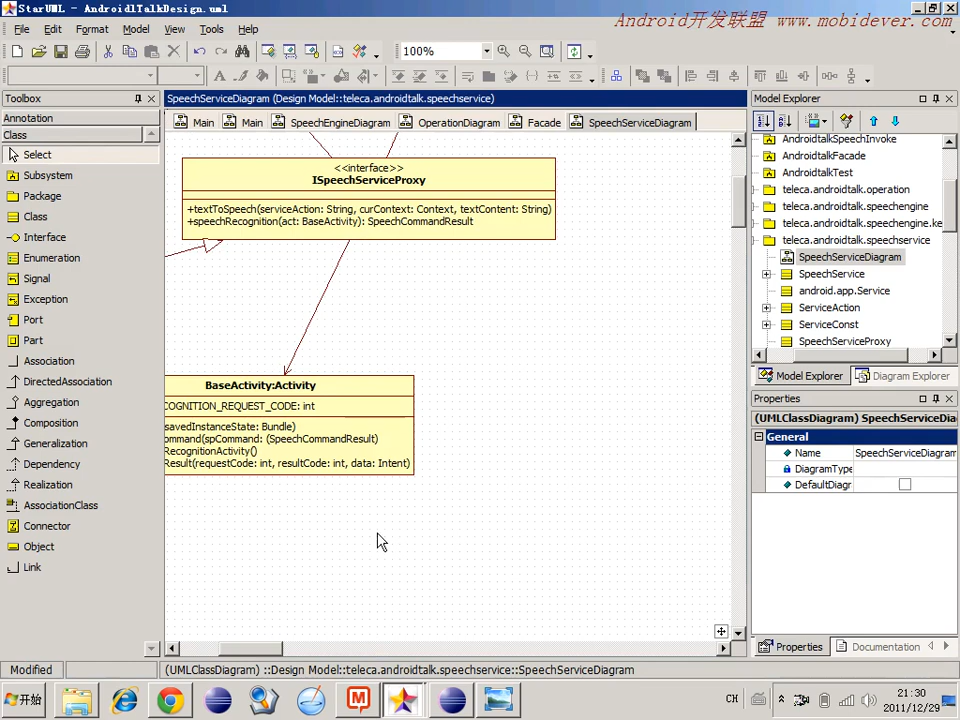 StarUML - AndroidlTalkDesign.uml
Android开发联盟 www.mobidever.com
File Edit Format Model View Tools Help
100%
Toolbox
Annotation
Class
Select
Subsystem
Package
Class
Interface
Enumeration
Signal
Exception
Port
Part
Association
DirectedAssociation
Aggregation
Composition
Generalization
Dependency
Realization
AssociationClass
Connector
Object
Link
SpeechServiceDiagram (Design Model::teleca.androidtalk.speechservice)
Main Main SpeechEngineDiagram OperationDiagram Facade SpeechServiceDiagram
<<interface>>
ISpeechServiceProxy
+textToSpeech(serviceAction: String, curContext: Context, textContent: String)
+speechRecognition(act: BaseActivity): SpeechCommandResult
BaseActivity:Activity
COGNITION_REQUEST_CODE: int
savedInstanceState: Bundle)
ommand(spCommand: (SpeechCommandResult)
RecognitionActivity()
Result(requestCode: int, resultCode: int, data: Intent)
Model Explorer
AndroidtalkSpeechInvoke
AndroidtalkFacade
AndroidtalkTest
teleca.androidtalk.operation
teleca.androidtalk.speechengine
teleca.androidtalk.speechengine.ke
teleca.androidtalk.speechservice
SpeechServiceDiagram
SpeechService
android.app.Service
ServiceAction
ServiceConst
SpeechServiceProxy
Model Explorer Diagram Explorer
Properties
(UMLClassDiagram) SpeechServiceDia
General
Name SpeechServiceDiagram
DiagramType
DefaultDiagr
Properties Documentation
Modified (UMLClassDiagram) ::Design Model::teleca.androidtalk::speechservice::SpeechServiceDiagram
开始
CH
21:30
2011/12/29